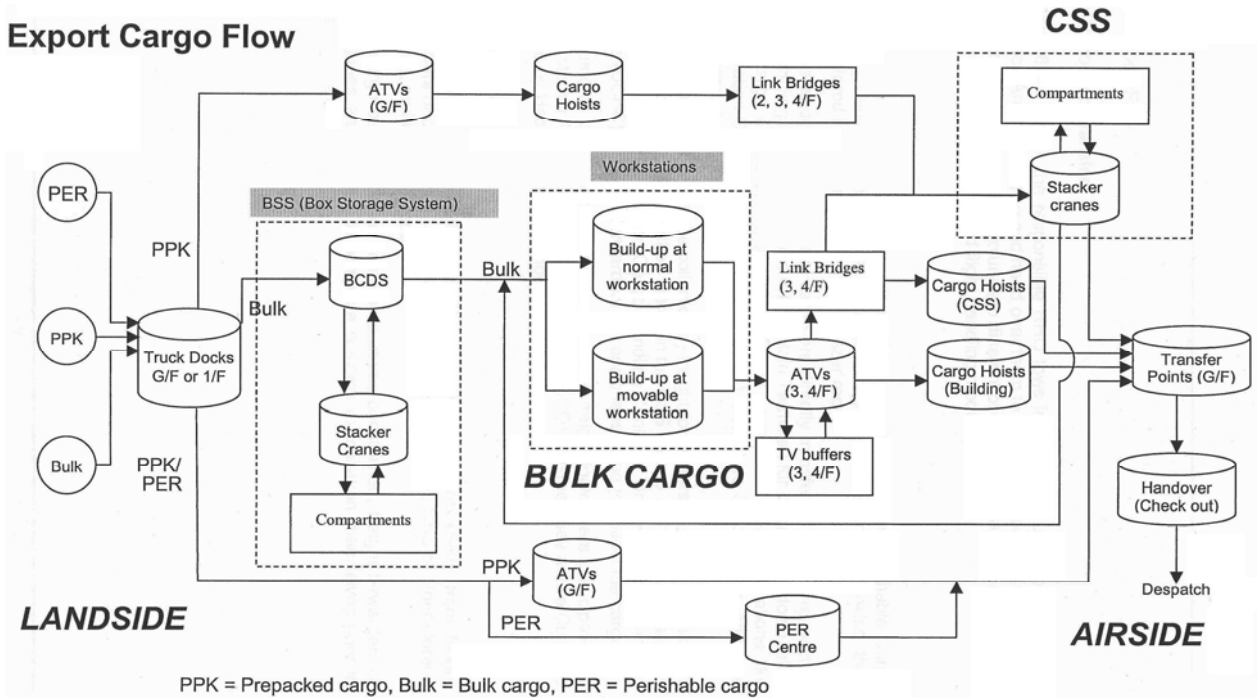 Export Cargo Flow
CSS
ATVs
(G/F)
Cargo
Hoists
Link Bridges
(2, 3, 4/F)
Compartments
Stacker
cranes
PER
PPK
Bulk
PPK
Bulk
Truck Docks
G/F or 1/F
PPK/
PER
BSS (Box Storage System)
BCDS
Stacker
Cranes
Compartments
Bulk
Workstations
Build-up at
normal
workstation
Build-up at
movable
workstation
BULK CARGO
Link Bridges
(3, 4/F)
Cargo Hoists
(CSS)
ATVs
(3, 4/F)
Cargo Hoists
(Building)
TV buffers
(3, 4/F)
Transfer
Points (G/F)
Handover
(Check out)
Despatch
PPK
ATVs
(G/F)
PER
PER
Centre
LANDSIDE
AIRSIDE
PPK = Prepacked cargo, Bulk = Bulk cargo, PER = Perishable cargo